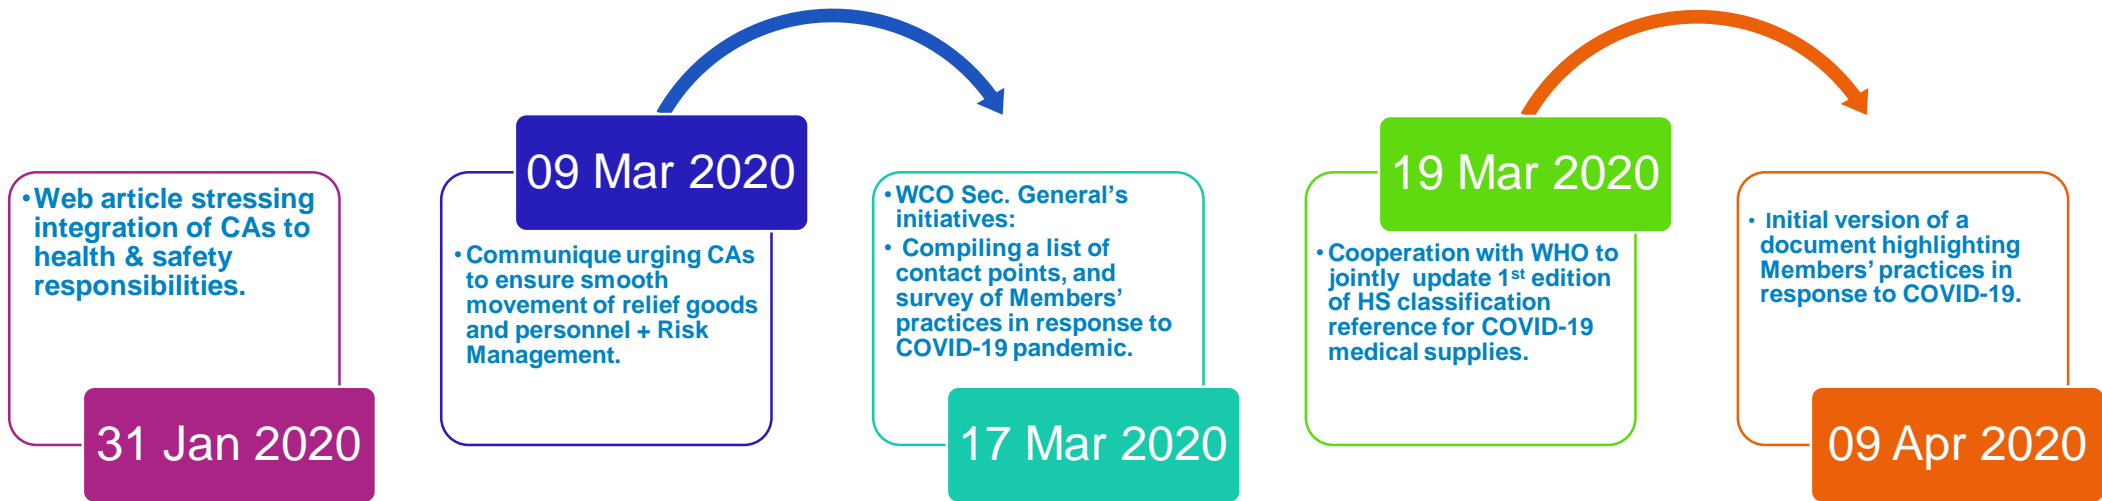 •Web article stressing
integration of CAs to
health & safety
responsibilities.
31 Jan 2020
09 Mar 2020
• Communique urging CAs
to ensure smooth
movement of relief goods
and personnel + Risk
Management.
• WCO Sec. General’s
initiatives:
• Compiling a list of
contact points, and
survey of Members’
practices in response to
COVID-19 pandemic.
17 Mar 2020
19 Mar 2020
• Cooperation with WHO to
jointly update 1st edition
of HS classification
reference for COVID-19
medical supplies.
• Initial version of a
document highlighting
Members’ practices in
response to COVID-19.
09 Apr 2020